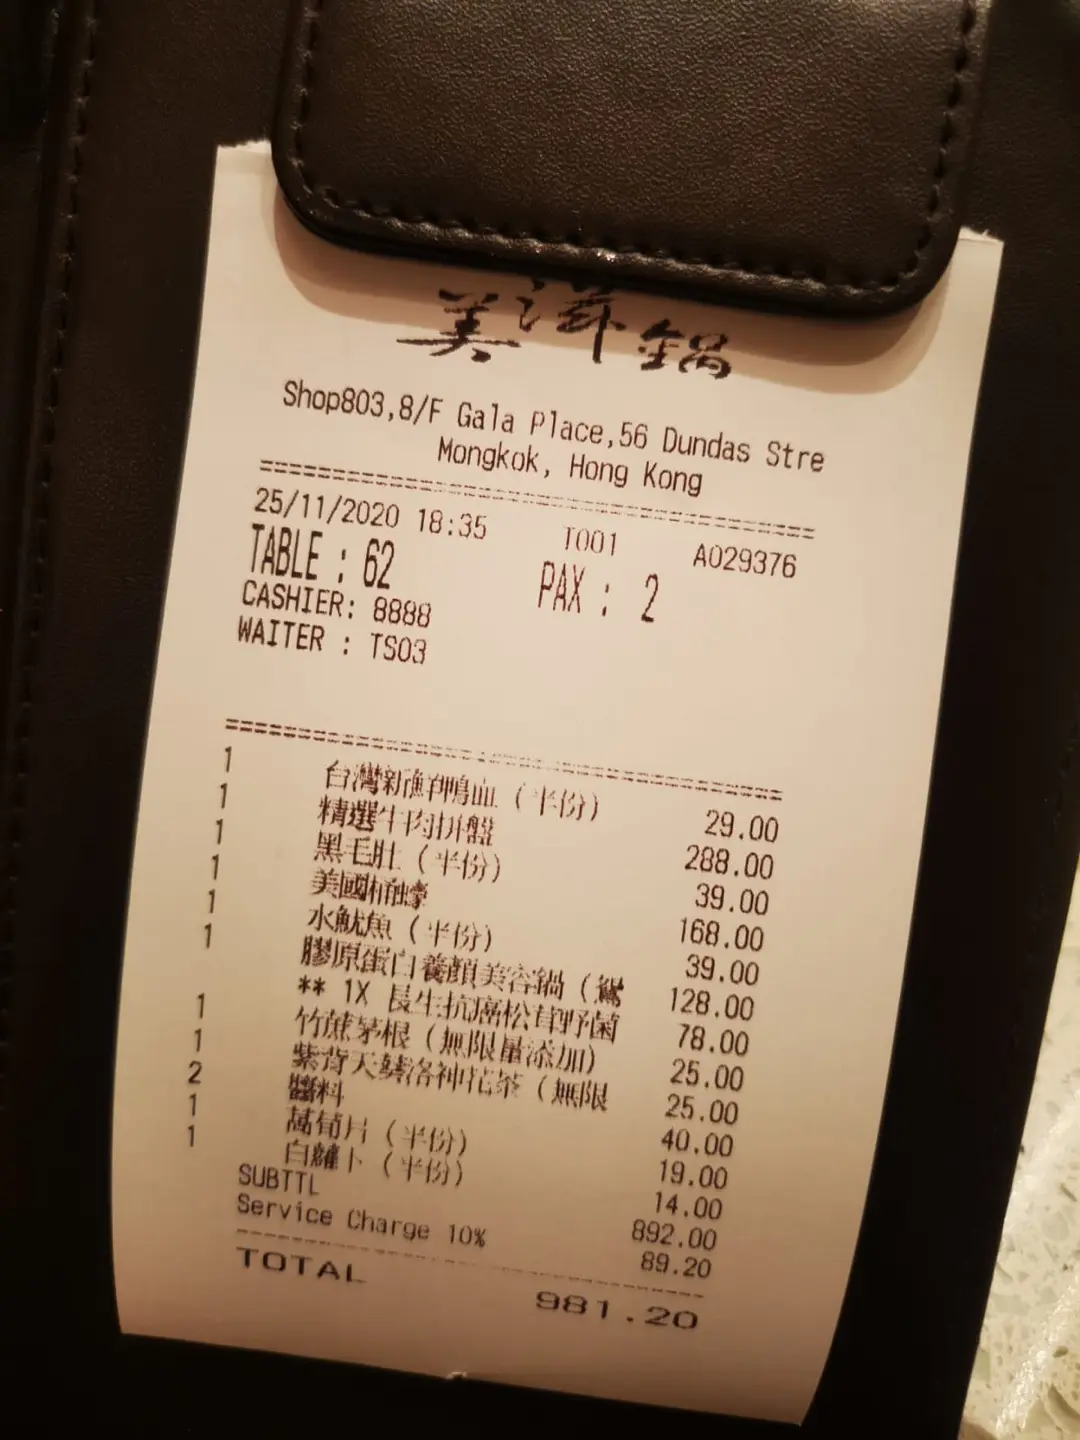 美洋鍋
Shop803,8/F Gala Place,56 Dundas Stre
Mongkok, Hong Kong
25/11/2020 18:35 T001 A029376
TABLE : 62 PAX : 2
CASHIER: 8888
WAITER : TS03
1 台灣新鮮鴨血 (半份) 29.00
1 精選牛肉拼盤 288.00
1 黑毛肚 (半份) 39.00
1 美國桶蠔 168.00
1 水魷魚 (半份) 39.00
1 膠原蛋白養顏美容鍋 (鴛 128.00
** 1X 長生抗癌松茸野菌 78.00
1 竹蔗茅根 (無限量添加) 25.00
1 紫背天葵洛神花茶 (無限 25.00
2 醬料 40.00
1 萵筍片 (半份) 19.00
1 白蘿卜 (半份) 14.00
SUBTTL 892.00
Service Charge 10% 89.20
TOTAL 981.20